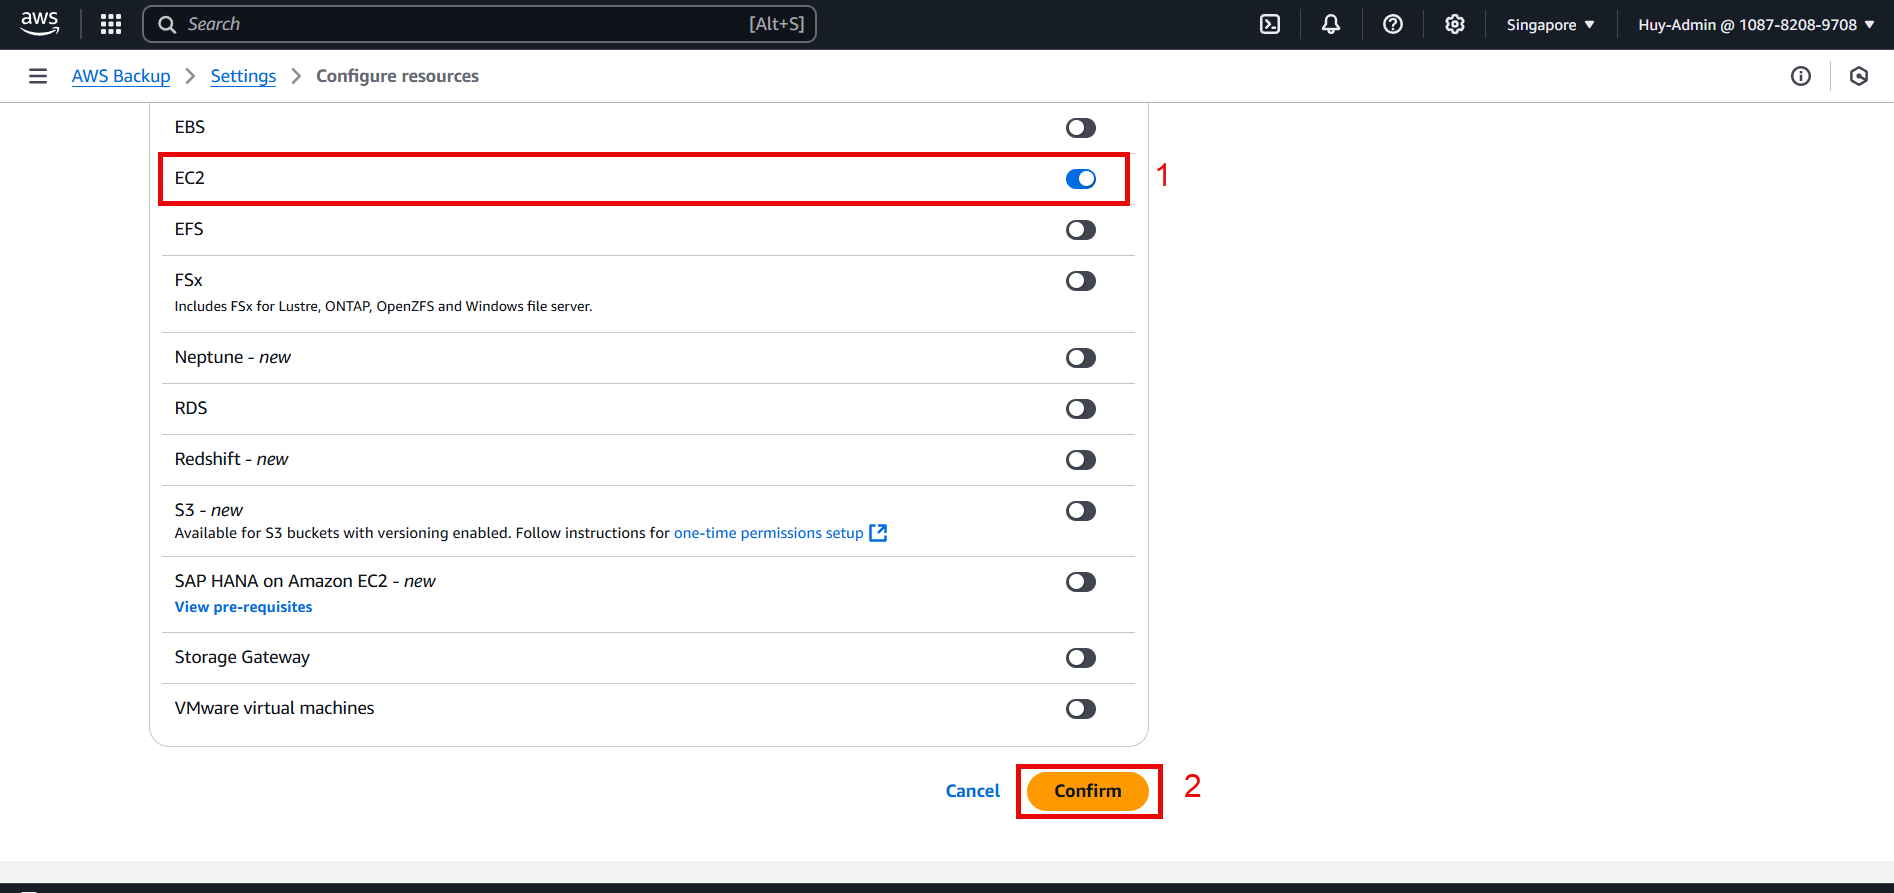 aws Search [Alt+S] Singapore Huy-Admin @ 1087-8208-9708
AWS Backup Settings Configure resources
EBS
EC2 1
EFS
FSx
Includes FSx for Lustre, ONTAP, OpenZFS and Windows file server.
Neptune - new
RDS
Redshift - new
S3 - new
Available for S3 buckets with versioning enabled. Follow instructions for one-time permissions setup
SAP HANA on Amazon EC2 - new
View pre-requisites
Storage Gateway
VMware virtual machines
Cancel Confirm 2